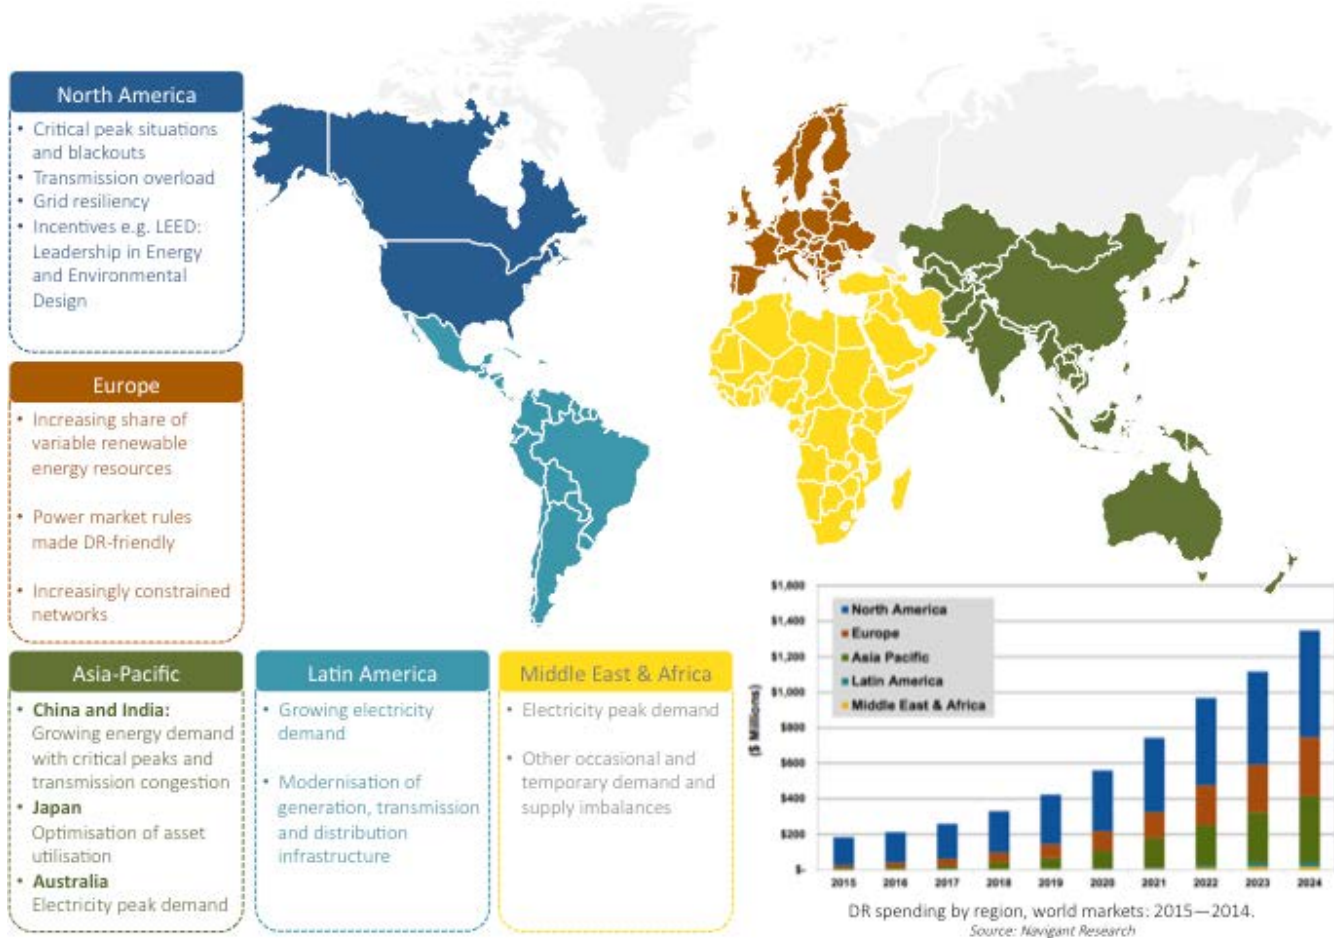 North America
• Critical peak situations
and blackouts
• Transmission overload
• Grid resiliency
• Incentives e.g. LEED:
Leadership in Energy
and Environmental
Design
Europe
• Increasing share of
variable renewable
energy resources
• Power market rules
made DR-friendly
• Increasingly constrained
networks
Asia-Pacific
• China and India:
Growing energy demand
with critical peaks and
transmission congestion
• Japan
Optimisation of asset
utilisation
• Australia
Electricity peak demand
Latin America
• Growing electricity
demand
• Modernisation of
generation, transmission
and distribution
infrastructure
Middle East & Africa
• Electricity peak demand
• Other occasional and
temporary demand and
supply imbalances
($ Millions)
$1,600
$1,400
$1,200
$1,000
$800
$600
$400
$200
$-
North America
Europe
Asia Pacific
Latin America
Middle East & Africa
2015 2016 2017 2018 2019 2020 2021 2022 2023 2024
DR spending by region, world markets: 2015—2014.
Source: Navigant Research